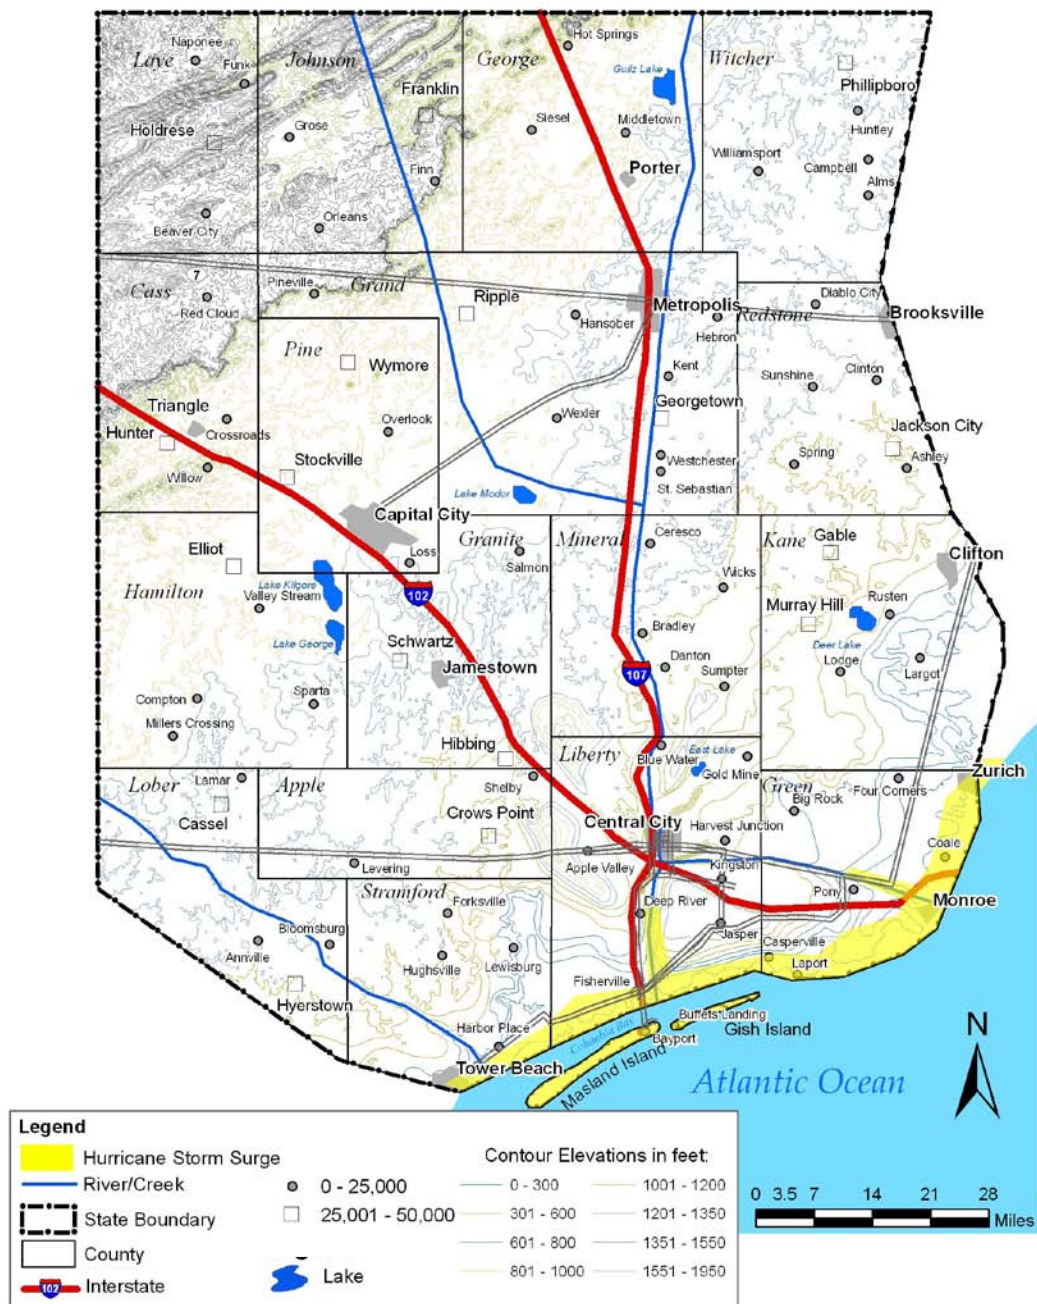 Naponee
Laye
Funk
Johnson
George
Hot Springs
Guilz Lake
Witcher
Franklin
Phillipboro
Holdrese
Grose
Siesel
Middletown
Huntley
Williamsport
Campbell
Porter
Finn
Alms
Beaver City
Orleans
7
Cass
Pineville
Grand
Ripple
Metropolis
Diablo City
Red Cloud
Hansober
Redstone
Brooksville
Hebron
Pine
Wymore
Kent
Sunshine
Clinton
Triangle
Georgetown
Overlook
Wexler
Jackson City
Hunter
Crossroads
Stockville
Westchester
Spring
Ashley
Willow
St. Sebastian
Lake Modor
Capital City
Elliot
Granite
Mineral
Ceresco
Kane
Gable
Clifton
Loss
Salmon
Hamilton
Lake Kilgore
Valley Stream
102
Wicks
Murray Hill
Rusten
Lake George
Schwartz
Bradley
Deer Lake
Jamestown
Danton
Lodge
Largot
107
Sumpter
Compton
Sparta
Millers Crossing
Hibbing
Liberty
East Lake
Blue Water
Gold Mine
Zurich
Lober
Lamar
Apple
Shelby
Green
Four Corners
Big Rock
Cassel
Crows Point
Central City
Harvest Junction
Coale
Levering
Apple Valley
Kingston
Stramford
Pony
Monroe
Forksville
Deep River
Jasper
Bloomsburg
Annville
Hughsville
Lewisburg
Casperville
Laport
Hyerstown
Fisherville
Harbor Place
Columbia Bay
Buffets Landing
Gish Island
Bayport
N
Tower Beach
Masland Island
Atlantic Ocean
Legend
Hurricane Storm Surge
River/Creek
State Boundary
County
102
Interstate
0 - 25,000
25,001 - 50,000
Lake
Contour Elevations in feet:
0 - 300
301 - 600
601 - 800
801 - 1000
1001 - 1200
1201 - 1350
1351 - 1550
1551 - 1950
0 3.5 7 14 21 28
Miles